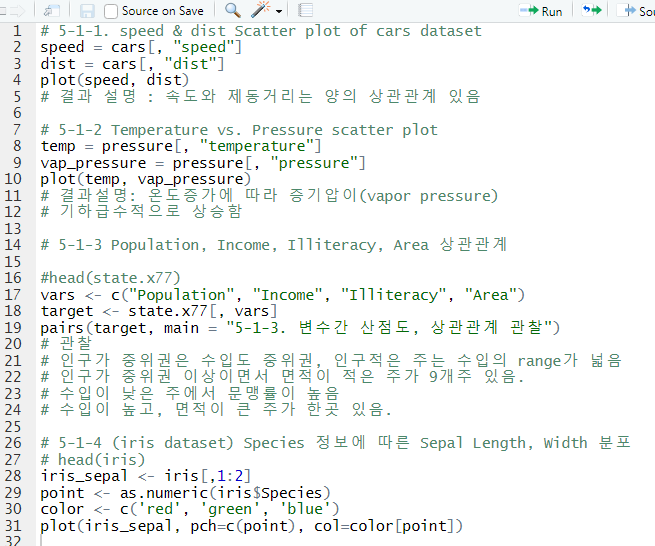 Source on Save
Run
So
1 # 5-1-1. speed & dist Scatter plot of cars dataset
2 speed = cars[, "speed"]
3 dist = cars[, "dist"]
4 plot(speed, dist)
5 # 결과 설명 : 속도와 제동거리는 양의 상관관계 있음
6
7 # 5-1-2 Temperature vs. Pressure scatter plot
8 temp = pressure[, "temperature"]
9 vap_pressure = pressure[, "pressure"]
10 plot(temp, vap_pressure)
11 # 결과설명: 온도증가에 따라 증기압이(vapor pressure)
12 # 기하급수적으로 상승함
13
14 # 5-1-3 Population, Income, Illiteracy, Area 상관관계
15
16 #head(state.x77)
17 vars <- c("Population", "Income", "Illiteracy", "Area")
18 target <- state.x77[, vars]
19 pairs(target, main = "5-1-3. 변수간 산점도, 상관관계 관찰")
20 # 관찰
21 # 인구가 중위권은 수입도 중위권, 인구적은 주는 수입의 range가 넓음
22 # 인구가 중위권 이상이면서 면적이 적은 주가 9개주 있음.
23 # 수입이 낮은 주에서 문맹률이 높음
24 # 수입이 높고, 면적이 큰 주가 한곳 있음.
25
26 # 5-1-4 (iris dataset) Species 정보에 따른 Sepal Length, Width 분포
27 # head(iris)
28 iris_sepal <- iris[,1:2]
29 point <- as.numeric(iris$Species)
30 color <- c('red', 'green', 'blue')
31 plot(iris_sepal, pch=c(point), col=color[point])
32